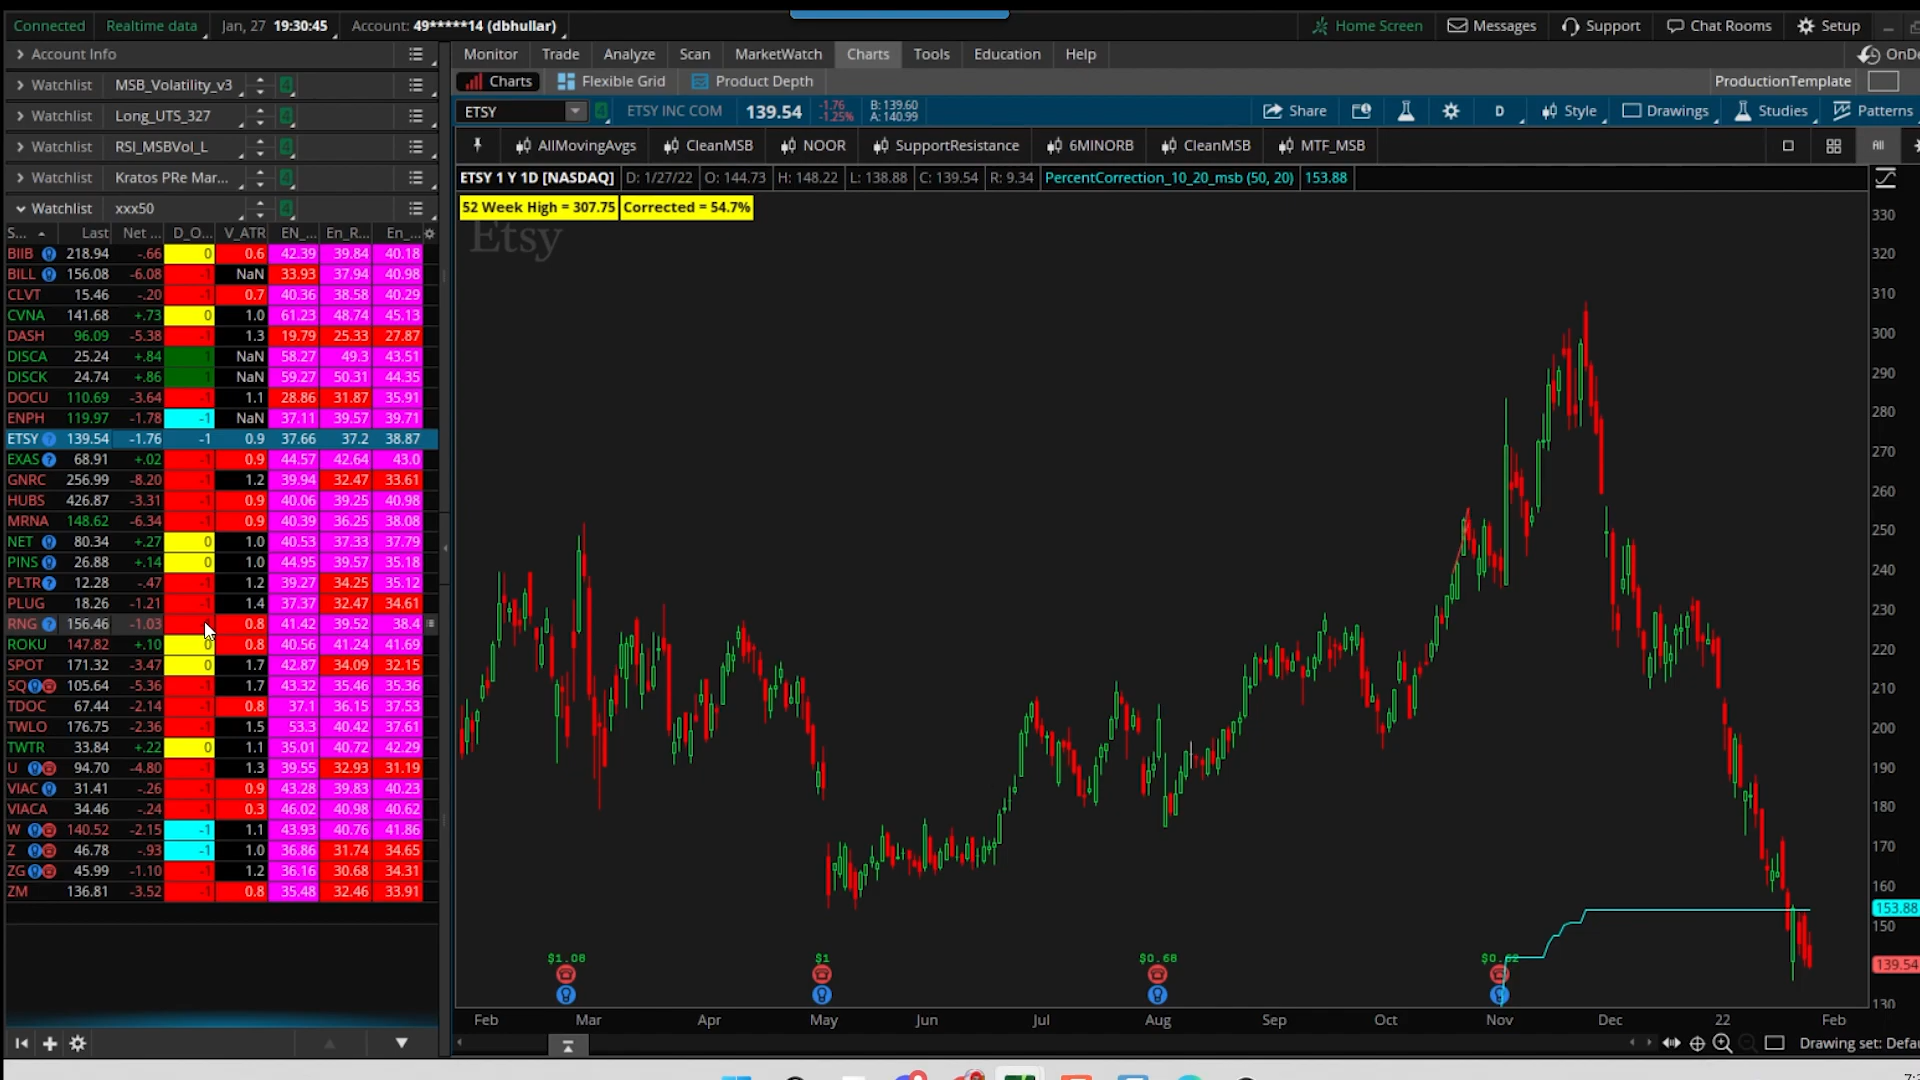 Connected Realtime data Jan, 27 19:30:45 Account: 49*****14 (dbhullar) Home Screen Messages Support Chat Rooms Setup
Account Info
Monitor Trade Analyze Scan MarketWatch Charts Tools Education Help
Watchlist MSB_Volatility_v3
Charts Flexible Grid Product Depth ProductionTemplate
Watchlist Long_UTS_327
ETSY ETSY INC COM 139.54 -1.76 -1.25% B: 139.60 A: 140.99 Share D Style Drawings Studies Patterns
Watchlist RSI_MSBVol_L
AllMovingAvgs CleanMSB NOOR SupportResistance 6MINORB CleanMSB MTF_MSB All
Watchlist Kratos PRe Mar...
ETSY 1 Y 1D [NASDAQ] D: 1/27/22 O: 144.73 H: 148.22 L: 138.88 C: 139.54 R: 9.34 PercentCorrection_10_20_msb (50, 20) 153.88
Watchlist xxx50
52 Week High = 307.75 Corrected = 54.7%
Etsy
S... Last Net ... D_O... V_ATR EN_... En_R... En_...
BIIB 218.94 -.66 0 0.6 42.39 39.84 40.18
BILL 156.08 -6.08 -1 NaN 33.93 37.94 40.98
CLVT 15.46 -.20 -1 0.7 40.36 38.58 40.29
CVNA 141.68 +.73 0 1.0 61.23 48.74 45.13
DASH 96.09 -5.38 -1 1.3 19.79 25.33 27.87
DISCA 25.24 +.84 1 NaN 58.27 49.3 43.51
DISCK 24.74 +.86 1 NaN 59.27 50.31 44.35
DOCU 110.69 -3.64 -1 1.1 28.86 31.87 35.91
ENPH 119.97 -1.78 -1 NaN 37.11 39.57 39.71
ETSY 139.54 -1.76 -1 0.9 37.66 37.2 38.87
EXAS 68.91 +.02 -1 0.9 44.57 42.64 43.0
GNRC 256.99 -8.20 -1 1.2 39.94 32.47 33.61
HUBS 426.87 -3.31 -1 0.9 40.06 39.25 40.98
MRNA 148.62 -6.34 -1 0.9 40.39 36.25 38.08
NET 80.34 +.27 0 1.0 40.53 37.33 37.79
PINS 26.88 +.14 0 1.0 44.95 39.57 35.18
PLTR 12.28 -.47 -1 1.2 39.27 34.25 35.12
PLUG 18.26 -1.21 -1 1.4 37.37 32.47 34.61
RNG 156.46 -1.03 0.8 41.42 39.52 38.4
ROKU 147.82 +.10 0 0.8 40.56 41.24 41.69
SPOT 171.32 -3.47 0 1.7 42.87 34.09 32.15
SQ 105.64 -5.36 -1 1.7 43.32 35.46 35.36
TDOC 67.44 -2.14 -1 0.8 37.1 36.15 37.53
TWLO 176.75 -2.36 -1 1.5 53.3 40.42 37.61
TWTR 33.84 +.22 0 1.1 35.01 40.72 42.29
U 94.70 -4.80 -1 1.3 39.55 32.93 31.19
VIAC 31.41 -.26 -1 0.9 43.28 39.83 40.23
VIACA 34.46 -.24 -1 0.3 46.02 40.98 40.62
W 140.52 -2.15 -1 1.1 43.93 40.76 41.86
Z 46.78 -.93 -1 1.0 36.86 31.74 34.65
ZG 45.99 -1.10 -1 1.2 36.16 30.68 34.31
ZM 136.81 -3.52 -1 0.8 35.48 32.46 33.91
330
320
310
300
290
280
270
260
250
240
230
220
210
200
190
180
170
160
153.88
150
139.54
130
$1.08 $1 $0.68
Feb Mar Apr May Jun Jul Aug Sep Oct Nov Dec 22 Feb
Drawing set: